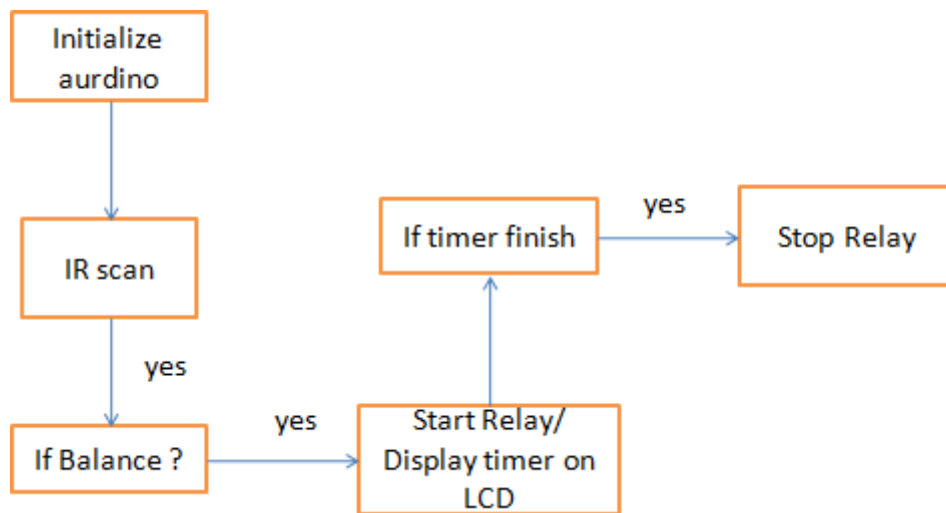 Initialize
aurdino
IR scan
yes
If Balance ?
yes
Start Relay/
Display timer on
LCD
If timer finish
yes
Stop Relay